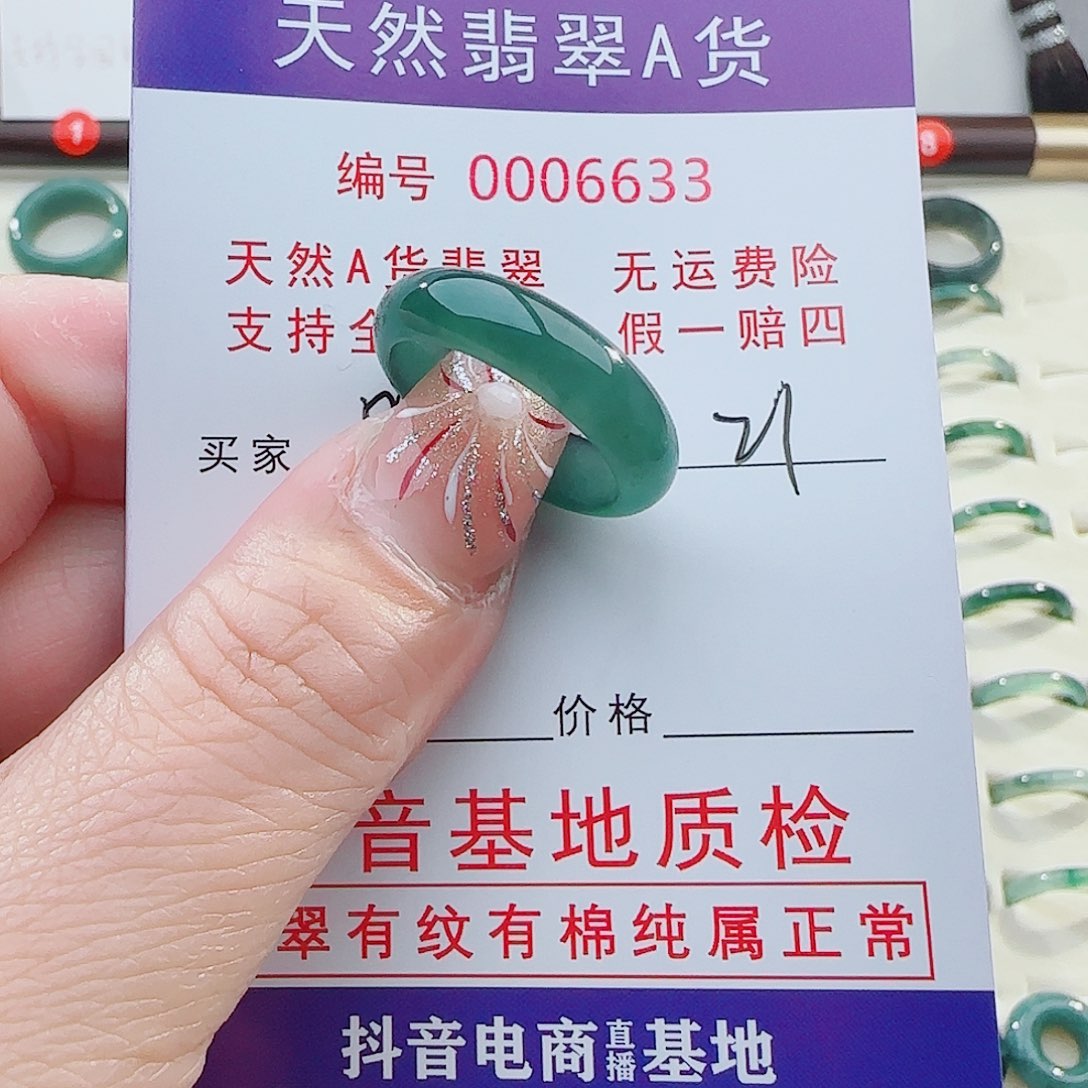 天然翡翠A货
编号 0006633
天然A货翡翠 无运费险
支持全 假一赔四
买家
价格
音基地质检
翠有纹有棉纯属正常
抖音电商直播基地
1